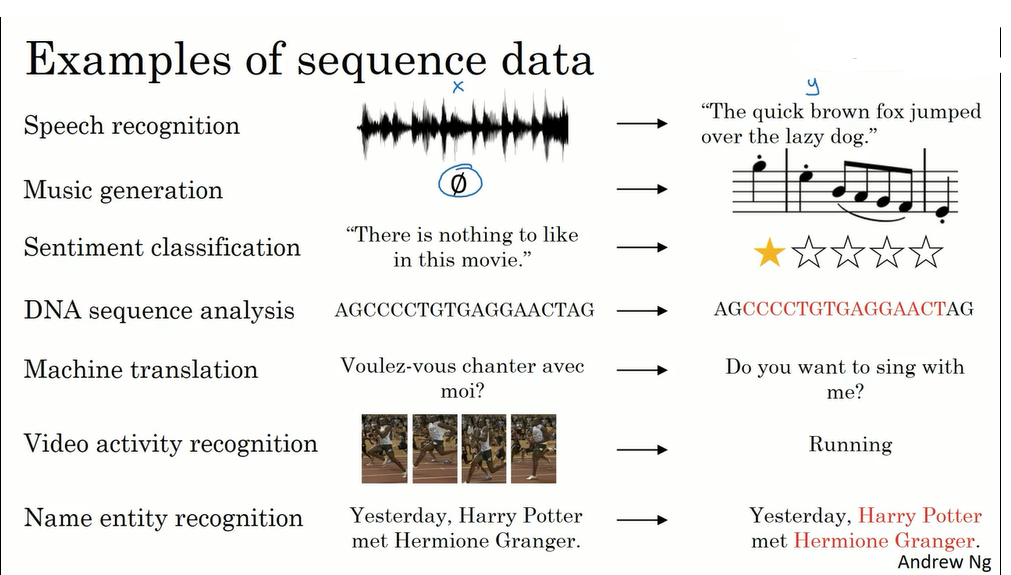 Examples of sequence data
x
y
Speech recognition
“The quick brown fox jumped
over the lazy dog.”
Music generation
∅
Sentiment classification
“There is nothing to like
in this movie.”
DNA sequence analysis
AGCCCCTGTGAGGAACTAG
AGCCCCTGTGAGGAACTAG
Machine translation
Voulez-vous chanter avec
moi?
Do you want to sing with
me?
Video activity recognition
Running
Name entity recognition
Yesterday, Harry Potter
met Hermione Granger.
Yesterday, Harry Potter
met Hermione Granger.
Andrew Ng